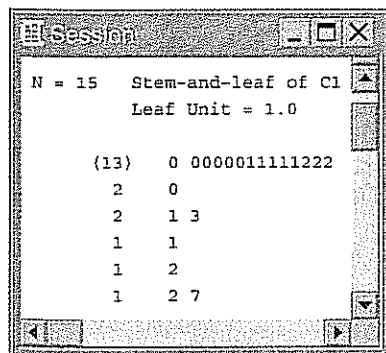 Session
N = 15 Stem-and-leaf of C1
Leaf Unit = 1.0
(13) 0 0000011111222
2 0
2 1 3
1 1
1 2
1 2 7